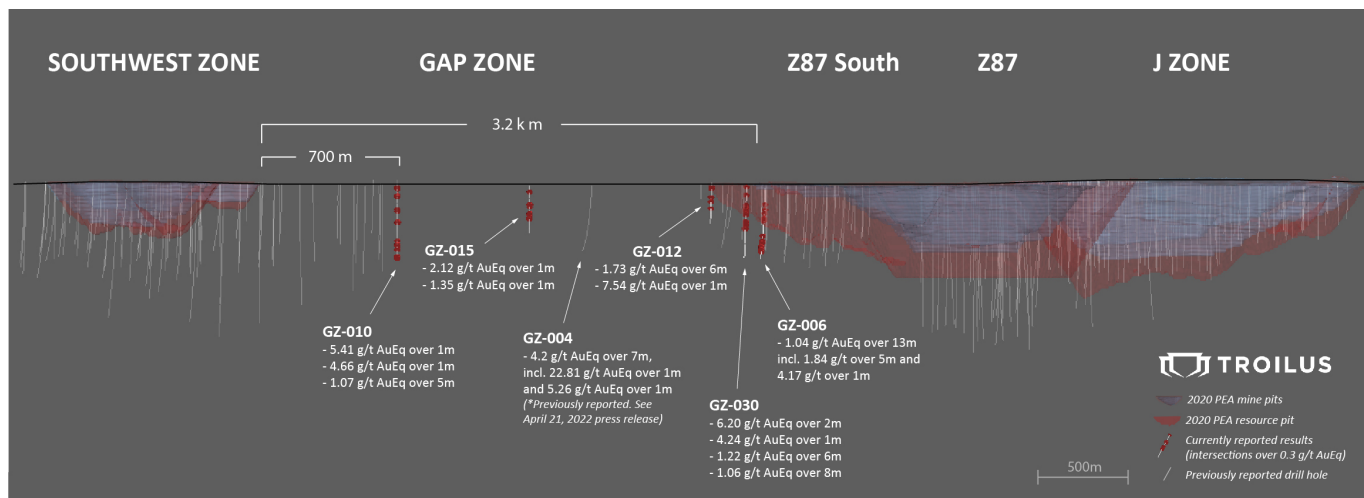 SOUTHWEST ZONE
GAP ZONE
Z87 South
Z87
J ZONE
3.2 k m
700 m
GZ-015
- 2.12 g/t AuEq over 1m
- 1.35 g/t AuEq over 1m
GZ-012
- 1.73 g/t AuEq over 6m
- 7.54 g/t AuEq over 1m
GZ-010
- 5.41 g/t AuEq over 1m
- 4.66 g/t AuEq over 1m
- 1.07 g/t AuEq over 5m
GZ-004
- 4.2 g/t AuEq over 7m,
incl. 22.81 g/t AuEq over 1m
and 5.26 g/t AuEq over 1m
(*Previously reported. See
April 21, 2022 press release)
GZ-006
- 1.04 g/t AuEq over 13m
incl. 1.84 g/t over 5m and
4.17 g/t over 1m
GZ-030
- 6.20 g/t AuEq over 2m
- 4.24 g/t AuEq over 1m
- 1.22 g/t AuEq over 6m
- 1.06 g/t AuEq over 8m
TROILUS
2020 PEA mine pits
2020 PEA resource pit
Currently reported results
(intersections over 0.3 g/t AuEq)
Previously reported drill hole
500m